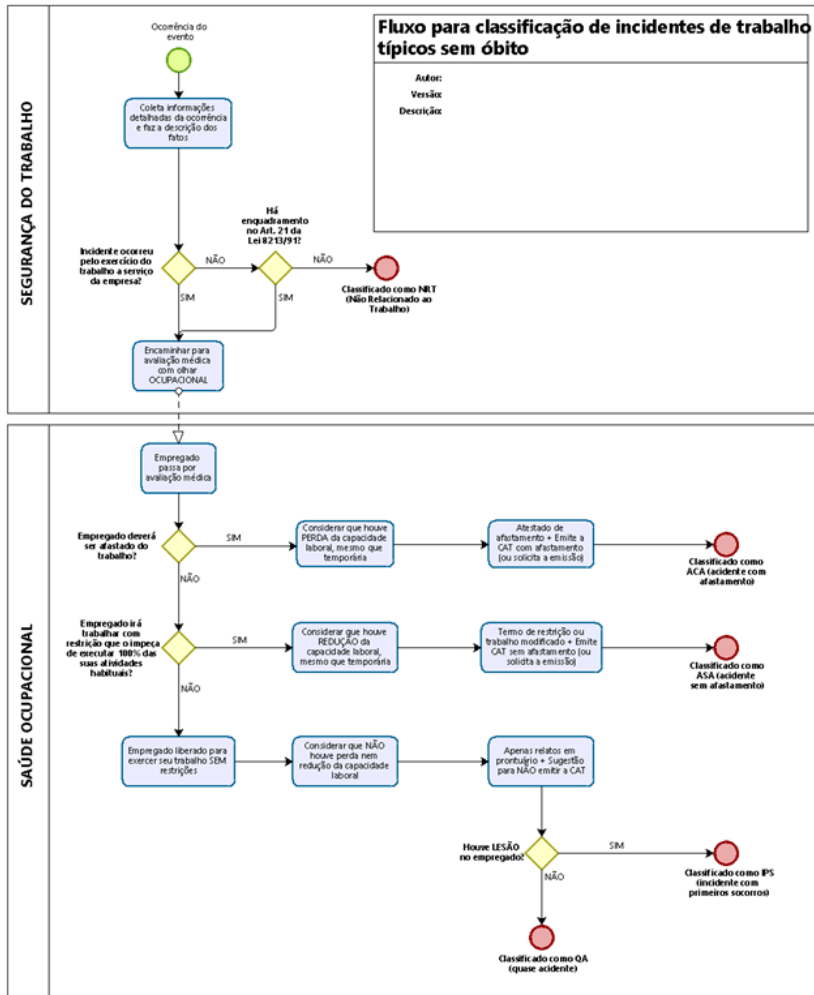 Fluxo para classificação de incidentes de trabalho
típicos sem óbito
Autor:
Versão:
Descrição:
SEGURANÇA DO TRABALHO
Ocorrência do
evento
Coleta informações
detalhadas da ocorrência
e faz a descrição dos
fatos
Há
enquadramento
no Art. 21 da
Lei 8213/91?
Incidente ocorreu
pelo exercício do
trabalho a serviço
da empresa?
NÃO
NÃO
SIM
SIM
Classificado como NRT
(Não Relacionado ao
Trabalho)
Encaminhar para
avaliação médica
com olhar
OCUPACIONAL
SAÚDE OCUPACIONAL
Empregado
passa por
avaliação médica
Empregado deverá
ser afastado do
trabalho?
SIM
NÃO
Considerar que houve
PERDA da capacidade
laboral, mesmo que
temporária
Atestado de
afastamento + Emite a
CAT com afastamento
(ou solicita a emissão)
Classificado como
ACA (acidente com
afastamento)
Empregado irá
trabalhar com
restrição que o impeça
de executar 100% das
suas atividades
habituais?
SIM
NÃO
Considerar que houve
REDUÇÃO da
capacidade laboral,
mesmo que temporária
Termo de restrição ou
trabalho modificado + Emite
CAT sem afastamento (ou
solicita a emissão)
Classificado como
ASA (acidente
sem afastamento)
Empregado liberado para
exercer seu trabalho SEM
restrições
Considerar que NÃO
houve perda nem
redução da capacidade
laboral
Apenas relatos em
prontuário + Sugestão
para NÃO emitir a CAT
Houve LESÃO
no empregado?
SIM
NÃO
Classificado como IPS
(incidente com
primeiros socorros)
Classificado como QA
(quase acidente)